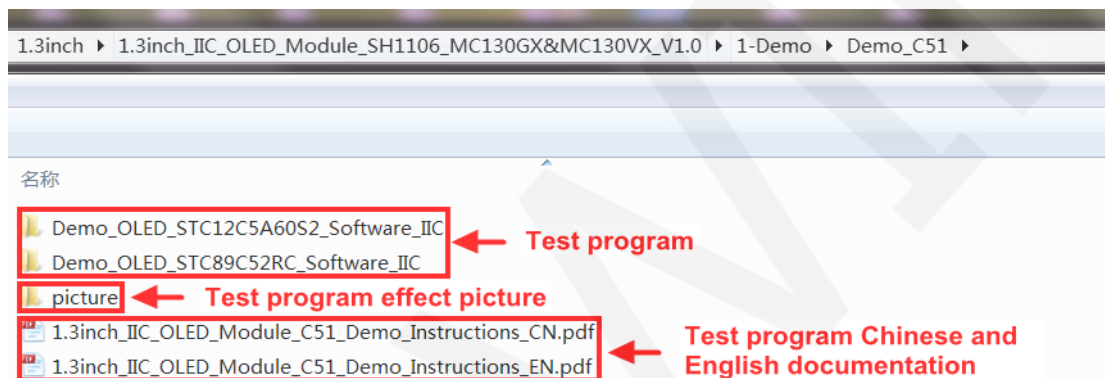 1.3inch ▸ 1.3inch_IIC_OLED_Module_SH1106_MC130GX&MC130VX_V1.0 ▸ 1-Demo ▸ Demo_C51 ▸
名称
Demo_OLED_STC12C5A60S2_Software_IIC
Test program
Demo_OLED_STC89C52RC_Software_IIC
picture
Test program effect picture
1.3inch_IIC_OLED_Module_C51_Demo_Instructions_CN.pdf
1.3inch_IIC_OLED_Module_C51_Demo_Instructions_EN.pdf
Test program Chinese and
English documentation